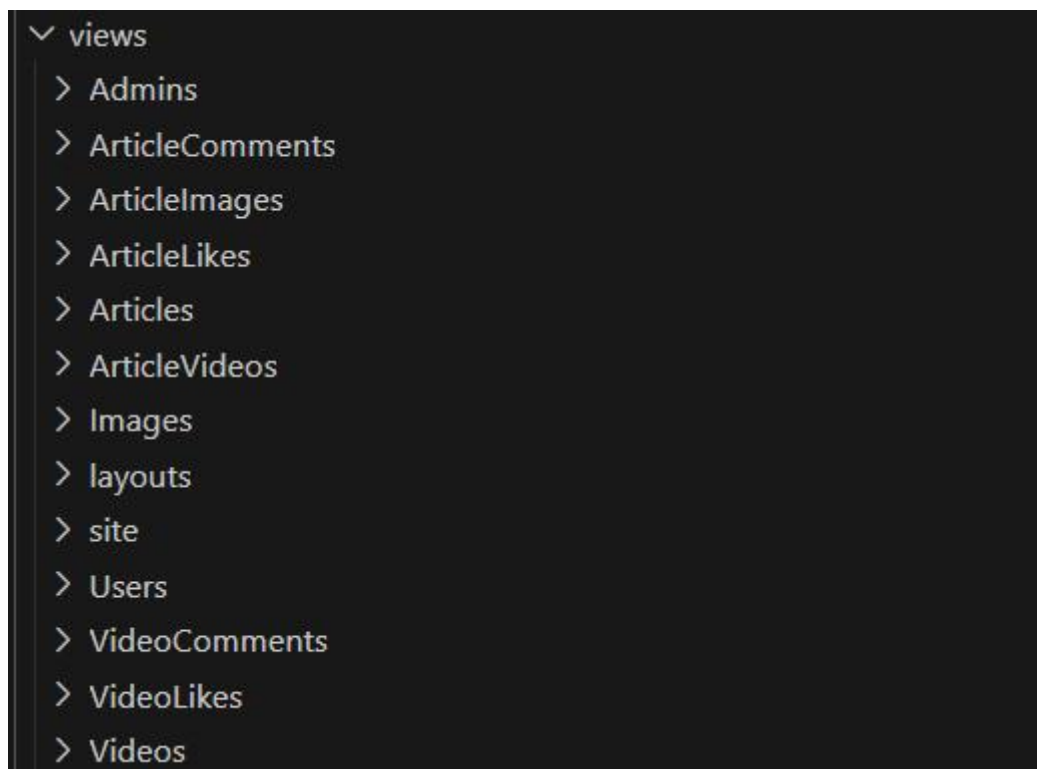 views
Admins
ArticleComments
ArticleImages
ArticleLikes
Articles
ArticleVideos
Images
layouts
site
Users
VideoComments
VideoLikes
Videos